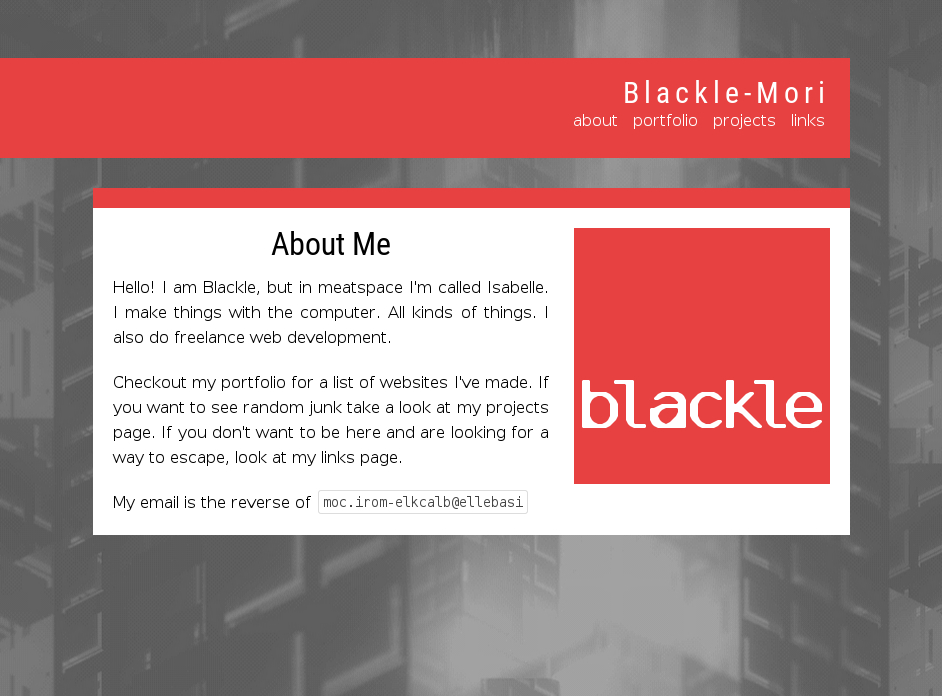 Blackle-Mori
about portfolio projects links
About Me
Hello! I am Blackle, but in meatspace I'm called Isabelle.
I make things with the computer. All kinds of things. I
also do freelance web development.
Checkout my portfolio for a list of websites I've made. If
you want to see random junk take a look at my projects
page. If you don't want to be here and are looking for a
way to escape, look at my links page.
My email is the reverse of moc.irom-elkcalb@ellebasi
blackle